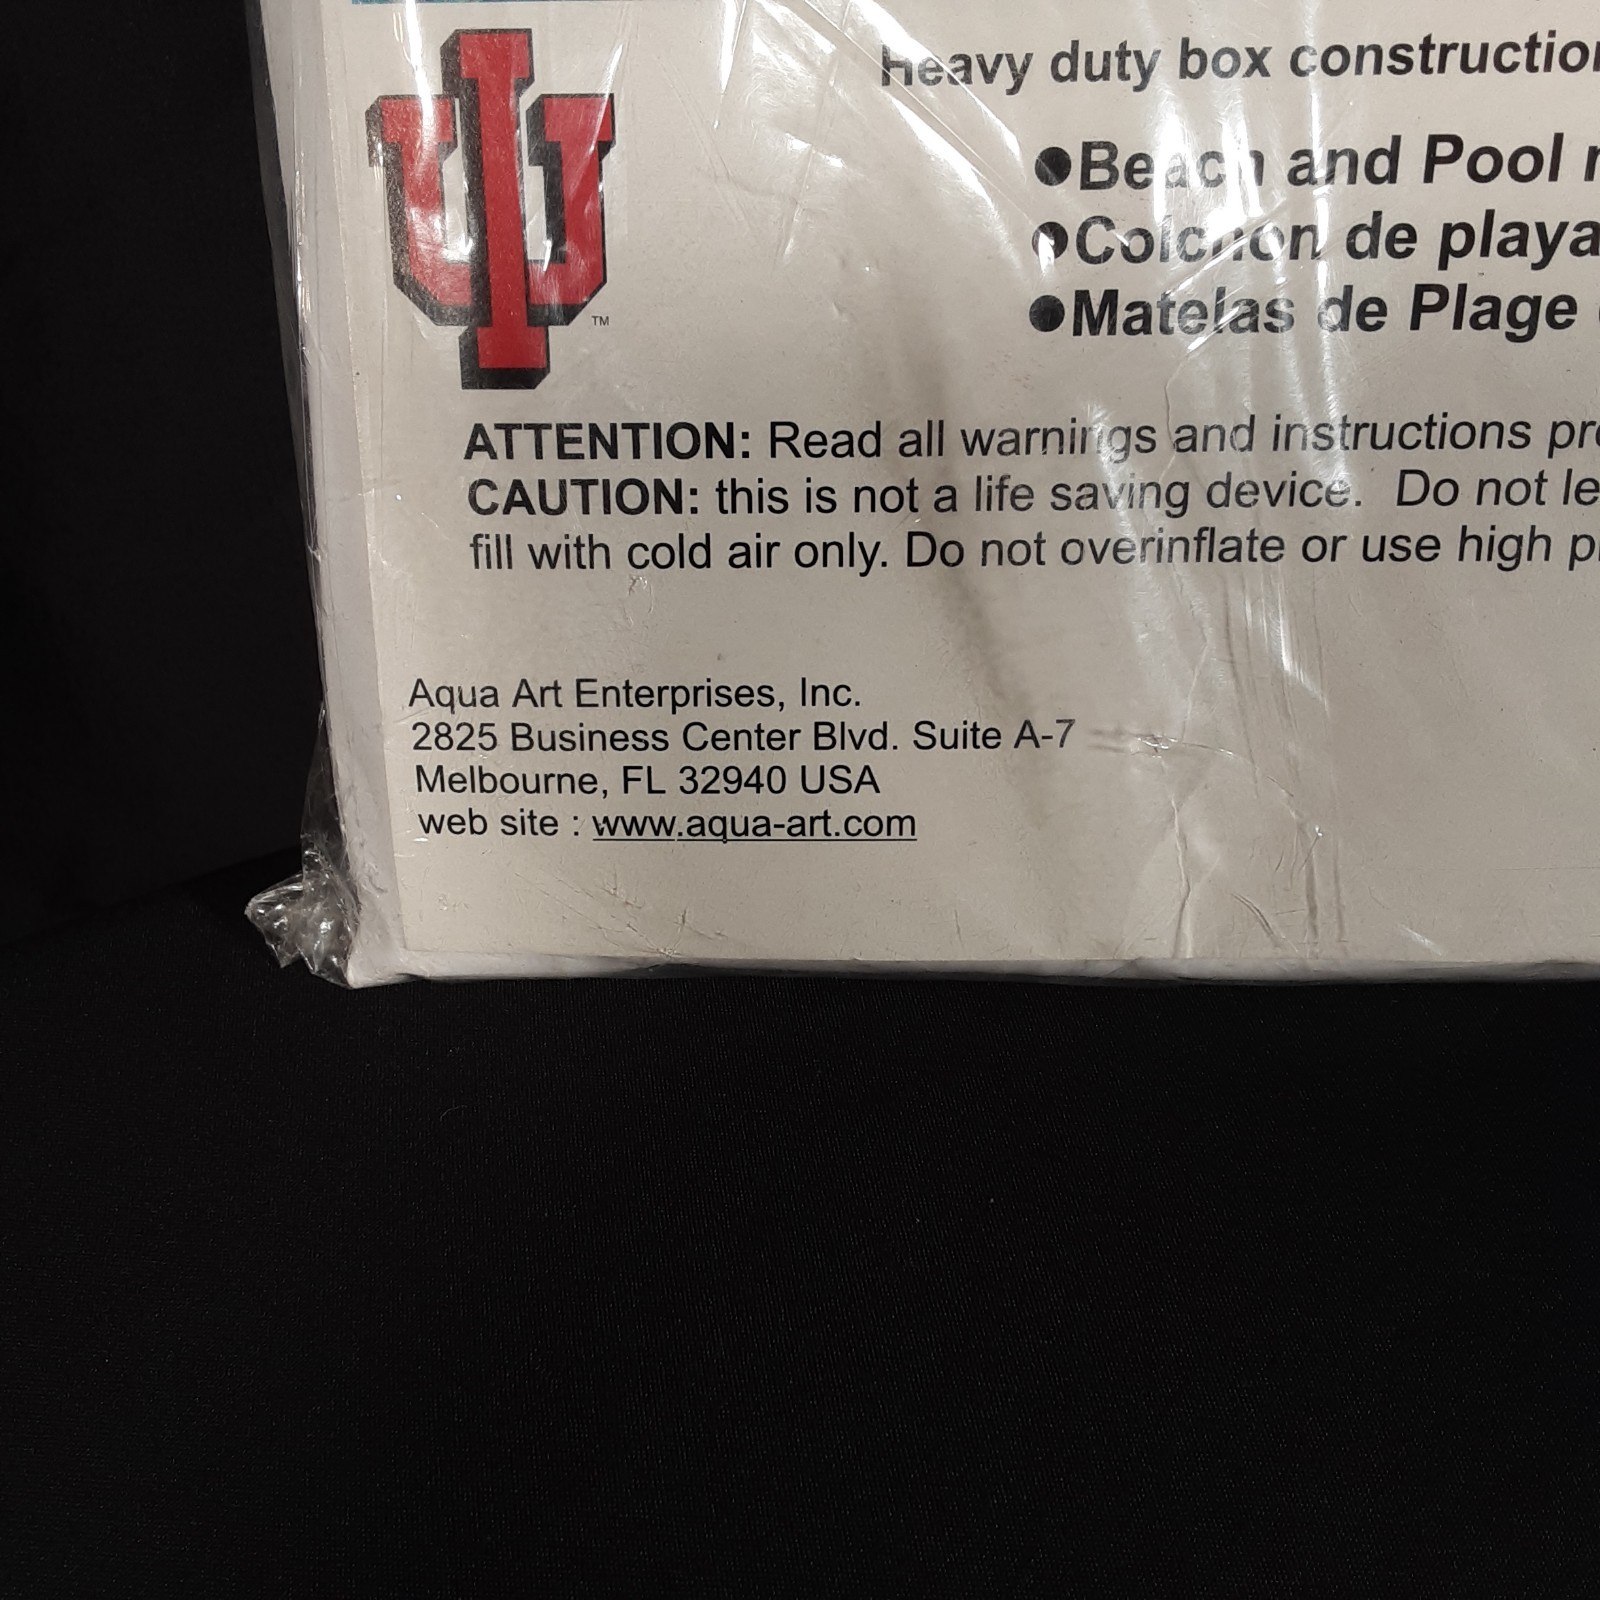 IU
TM
Heavy duty box construction
●Beach and Pool
●Colchon de playa
●Matelas de Plage
ATTENTION: Read all warnings and instructions
CAUTION: this is not a life saving device. Do not
fill with cold air only. Do not overinflate or use high
Aqua Art Enterprises, Inc.
2825 Business Center Blvd. Suite A-7
Melbourne, FL 32940 USA
web site : www.aqua-art.com